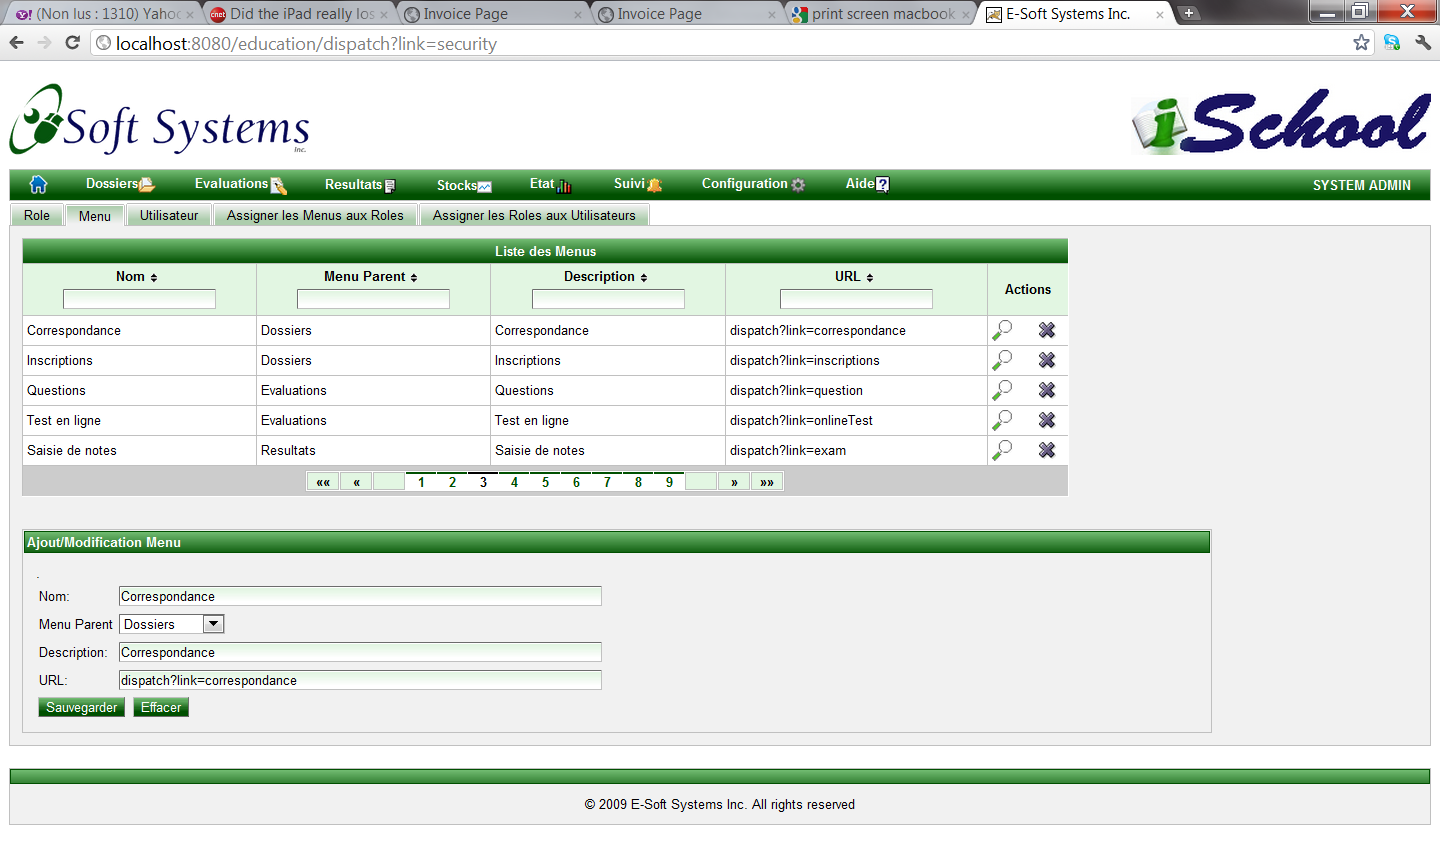 (Non lus : 1310) Yahoo
Did the iPad really los
Invoice Page
Invoice Page
print screen macbook
E-Soft Systems Inc.
localhost:8080/education/dispatch?link=security
Soft Systems
Inc.
iSchool
Dossiers Evaluations Resultats Stocks Etat Suivi Configuration Aide SYSTEM ADMIN
Role Menu Utilisateur Assigner les Menus aux Roles Assigner les Roles aux Utilisateurs
Liste des Menus
Nom Menu Parent Description URL Actions
Correspondance Dossiers Correspondance dispatch?link=correspondance
Inscriptions Dossiers Inscriptions dispatch?link=inscriptions
Questions Evaluations Questions dispatch?link=question
Test en ligne Evaluations Test en ligne dispatch?link=onlineTest
Saisie de notes Resultats Saisie de notes dispatch?link=exam
«« « 1 2 3 4 5 6 7 8 9 » »»
Ajout/Modification Menu
.
Nom: Correspondance
Menu Parent Dossiers
Description: Correspondance
URL: dispatch?link=correspondance
Sauvegarder Effacer
© 2009 E-Soft Systems Inc. All rights reserved